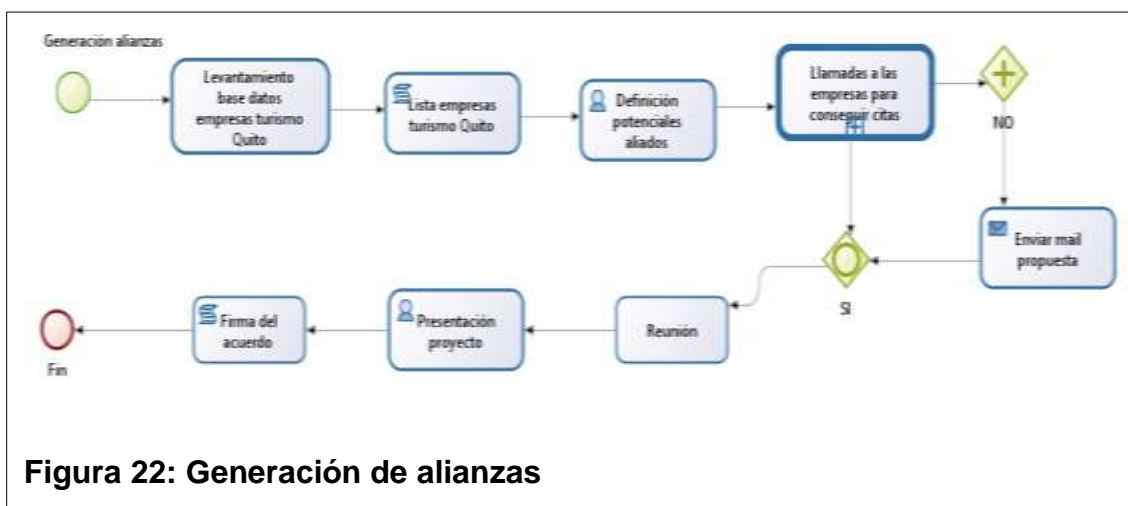 Generación alianzas
Levantamiento
base datos
empresas turismo
Quito
Lista empresas
turismo Quito
Definición
potenciales
aliados
Llamadas a las
empresas para
conseguir citas
NO
Enviar mail
propuesta
SI
Reunión
Presentación
proyecto
Firma del
acuerdo
Fin
Figura 22: Generación de alianzas